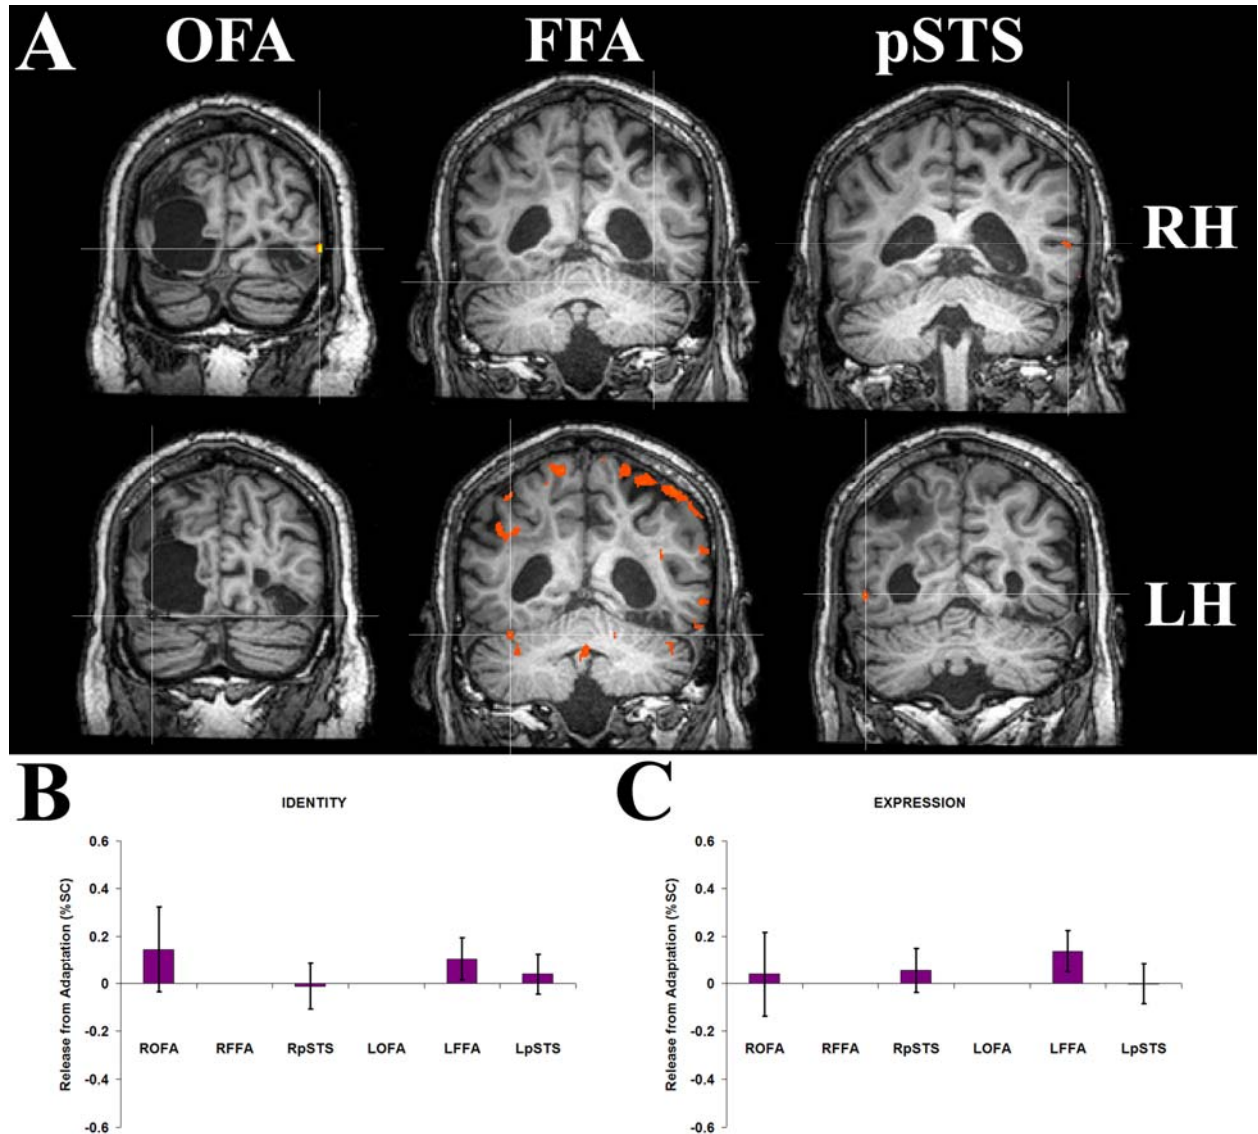 A OFA FFA pSTS
RH
LH
B IDENTITY
Release from Adaptation (%SC)
0.6
0.4
0.2
0
-0.2
-0.4
-0.6
ROFA RFFA RpSTS LOFA LFFA LpSTS
C EXPRESSION
Release from Adaptation (%SC)
0.6
0.4
0.2
0
-0.2
-0.4
-0.6
ROFA RFFA RpSTS LOFA LFFA LpSTS